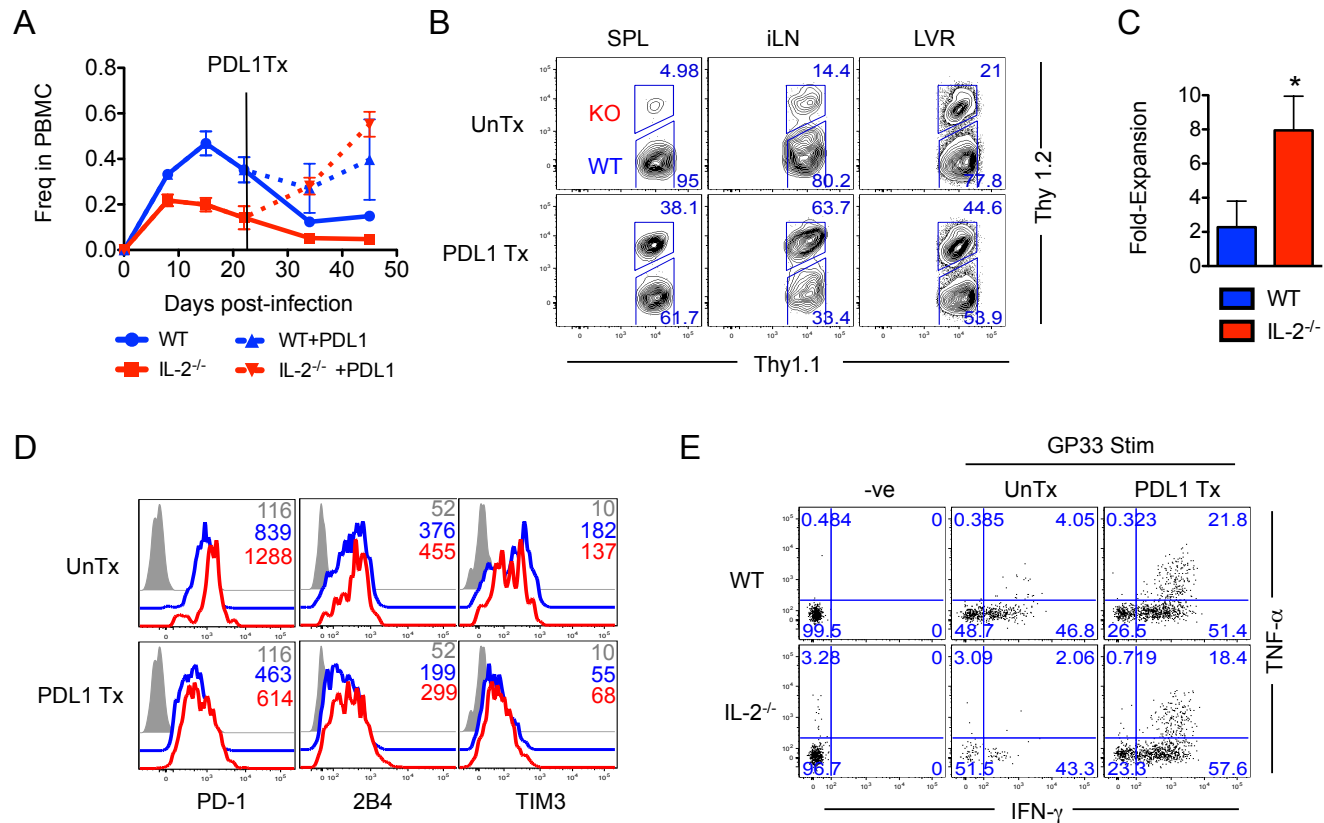 A
PDL1Tx
0.8
0.6
0.4
0.2
0.0
Freq in PBMC
0 10 20 30 40 50
Days post-infection
WT
WT+PDL1
IL-2-/-
IL-2-/- +PDL1
B
SPL iLN LVR
UnTx
KO
WT
4.98 14.4 21
95 80.2 77.8
PDL1 Tx
38.1 63.7 44.6
61.7 33.4 53.9
Thy 1.2
Thy1.1
C
*
10
8
6
4
2
0
Fold-Expansion
WT
IL-2-/-
D
UnTx
116 52 10
839 376 182
1288 455 137
PDL1 Tx
116 52 10
463 199 55
614 299 68
PD-1 2B4 TIM3
E
GP33 Stim
-ve UnTx PDL1 Tx
WT
0.484 0 0.385 4.05 0.323 21.8
99.5 0 48.7 46.8 26.5 51.4
IL-2-/-
3.28 0 3.09 2.06 0.719 18.4
96.7 0 51.5 43.3 23.3 57.6
TNF-α
IFN-γ